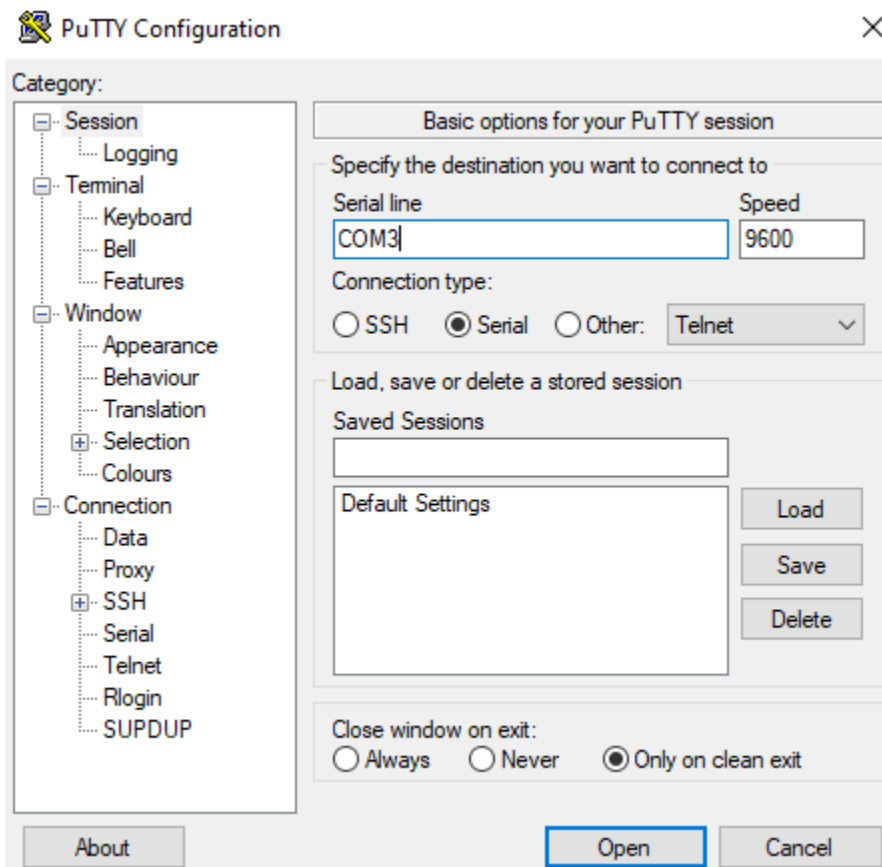 PuTTY Configuration
Category:
Session
Logging
Terminal
Keyboard
Bell
Features
Window
Appearance
Behaviour
Translation
Selection
Colours
Connection
Data
Proxy
SSH
Serial
Telnet
Rlogin
SUPDUP
Basic options for your PuTTY session
Specify the destination you want to connect to
Serial line Speed
COM3 9600
Connection type:
SSH Serial Other: Telnet
Load, save or delete a stored session
Saved Sessions
Default Settings
Load
Save
Delete
Close window on exit:
Always Never Only on clean exit
About Open Cancel